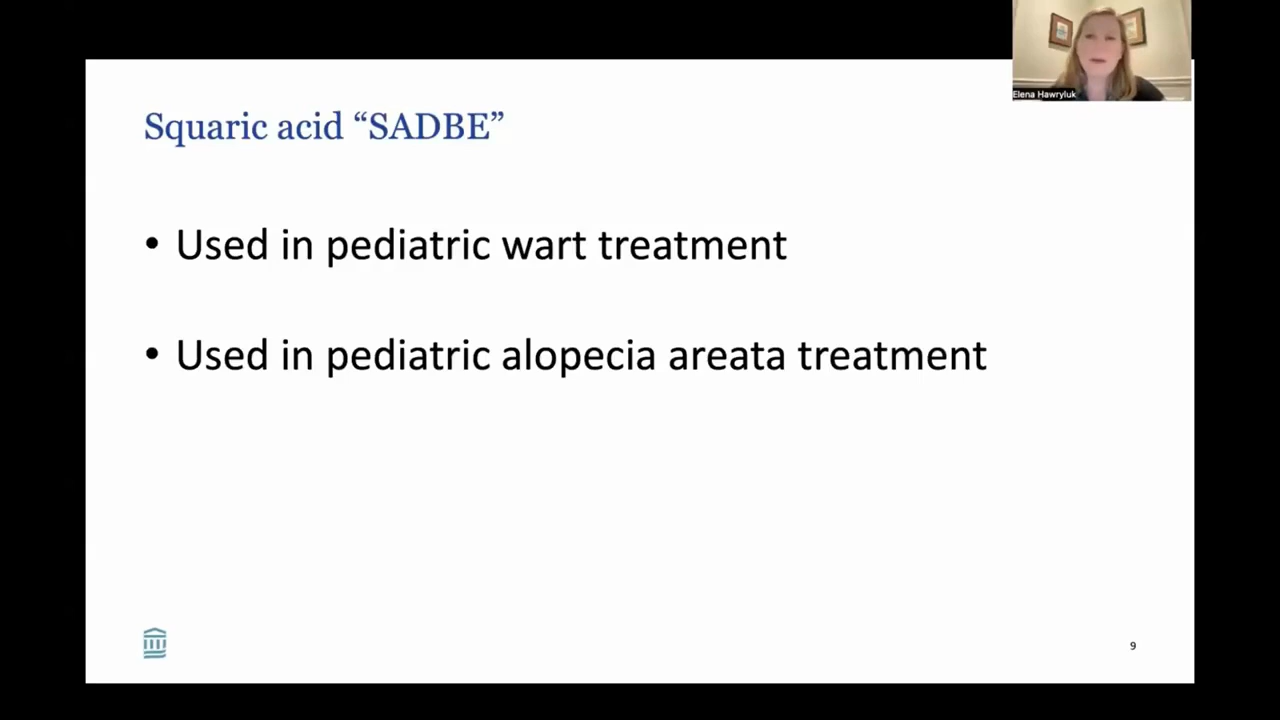 Elena Hawryluk
Squaric acid “SADBE”
• Used in pediatric wart treatment
• Used in pediatric alopecia areata treatment
9